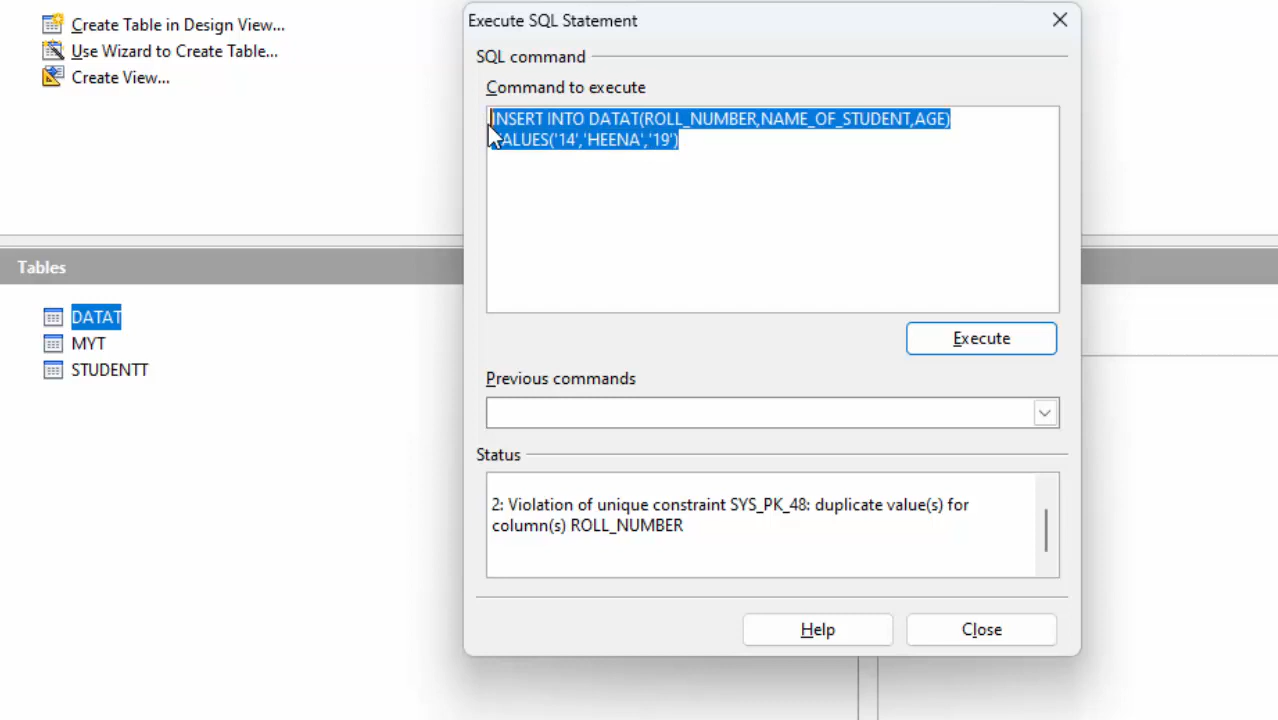 Create Table in Design View...
Use Wizard to Create Table...
Create View...
Tables
DATAT
MYT
STUDENTT
Execute SQL Statement
SQL command
Command to execute
INSERT INTO DATAT(ROLL_NUMBER,NAME_OF_STUDENT,AGE)
VALUES('14','HEENA','19')
Execute
Previous commands
Status
2: Violation of unique constraint SYS_PK_48: duplicate value(s) for
column(s) ROLL_NUMBER
Help
Close